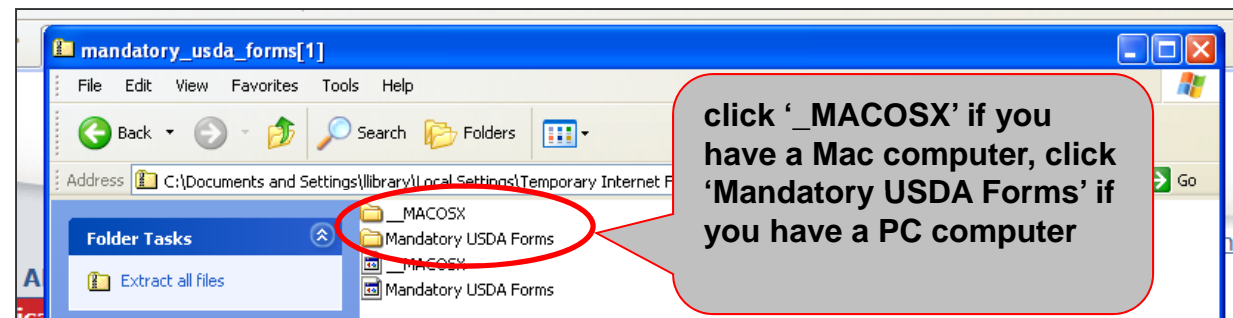 mandatory_usda_forms[1]
File Edit View Favorites Tools Help
Back Search Folders
click ‘_MACOSX’ if you
have a Mac computer, click
‘Mandatory USDA Forms’ if
you have a PC computer
Address C:\Documents and Settings\llibrary\Local Settings\Temporary Internet F
Go
Folder Tasks
Extract all files
__MACOSX
Mandatory USDA Forms
__MACOSX
Mandatory USDA Forms